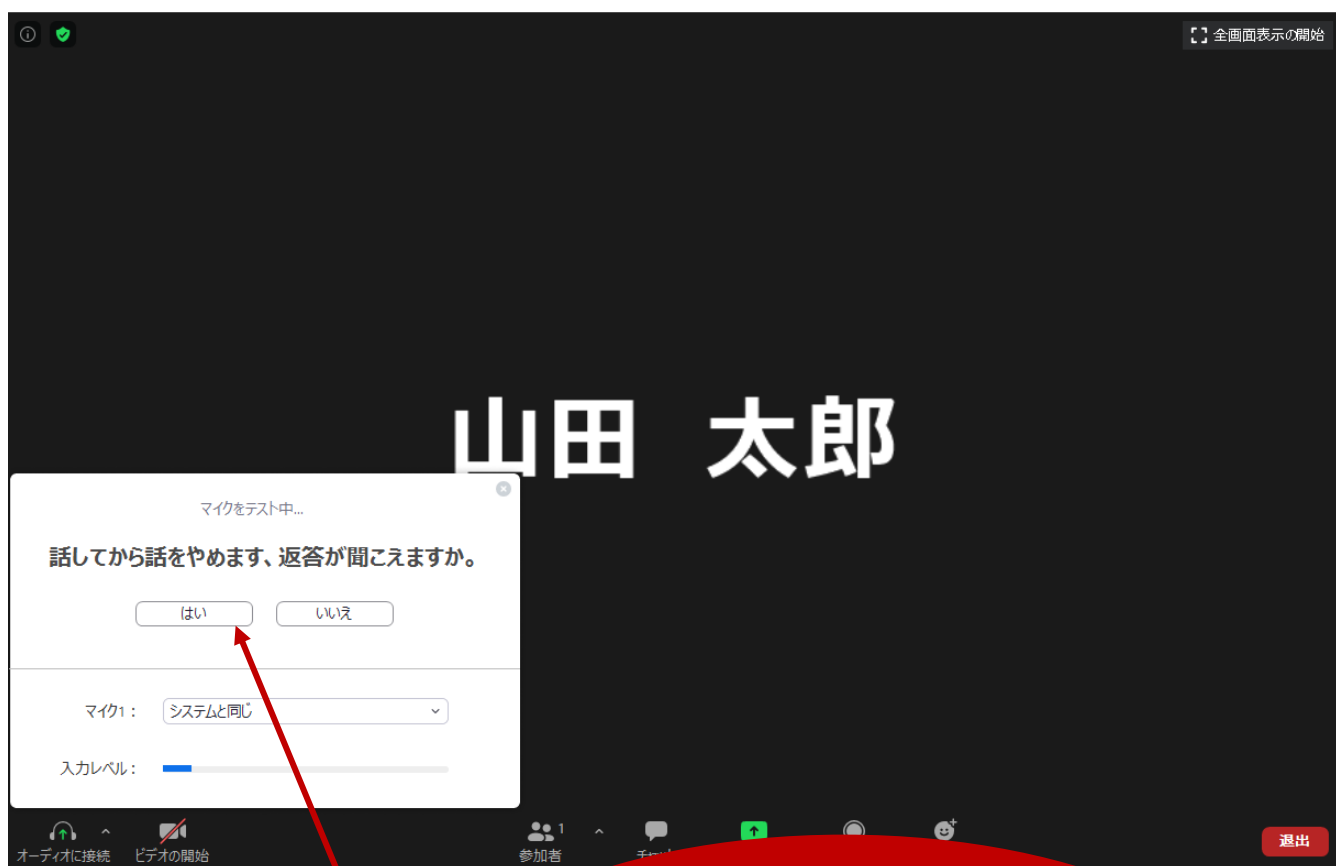 全画面表示の開始
山田 太郎
マイクをテスト中...
話してから話をやめます、返答が聞こえますか。
はい いいえ
マイク1： システムと同じ
入力レベル：
オーディオに接続 ビデオの開始 参加者 1 退出